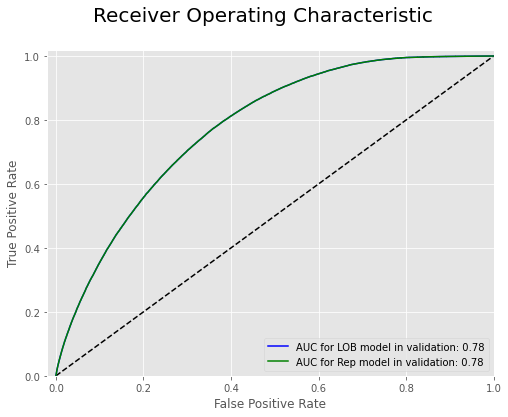 Receiver Operating Characteristic
1.0
0.8
0.6
0.4
0.2
0.0
True Positive Rate
AUC for LOB model in validation: 0.78
AUC for Rep model in validation: 0.78
0.0 0.2 0.4 0.6 0.8 1.0
False Positive Rate